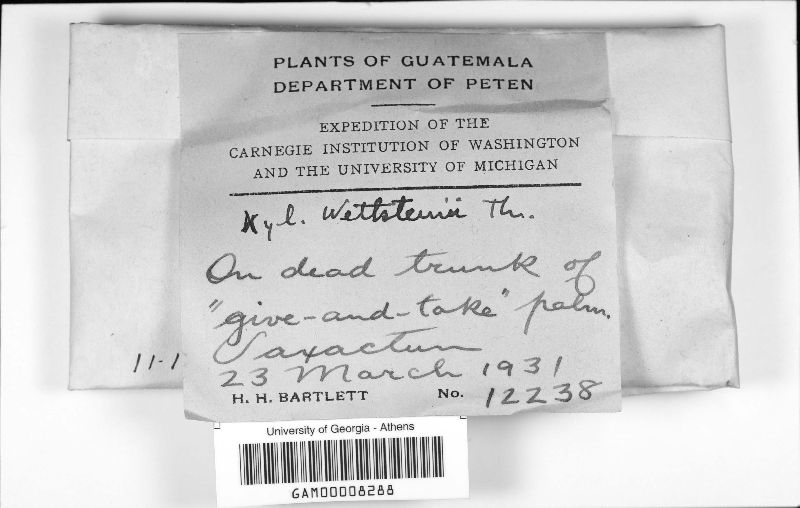 PLANTS OF GUATEMALA
DEPARTMENT OF PETEN
EXPEDITION OF THE
CARNEGIE INSTITUTION OF WASHINGTON
AND THE UNIVERSITY OF MICHIGAN
Xyl. Wettsteinii Th.
On dead trunk of
"give-and-take" palm.
Uaxactun
11-1
23 March 1931
H. H. BARTLETT No. 12238
University of Georgia - Athens
GAM00008288